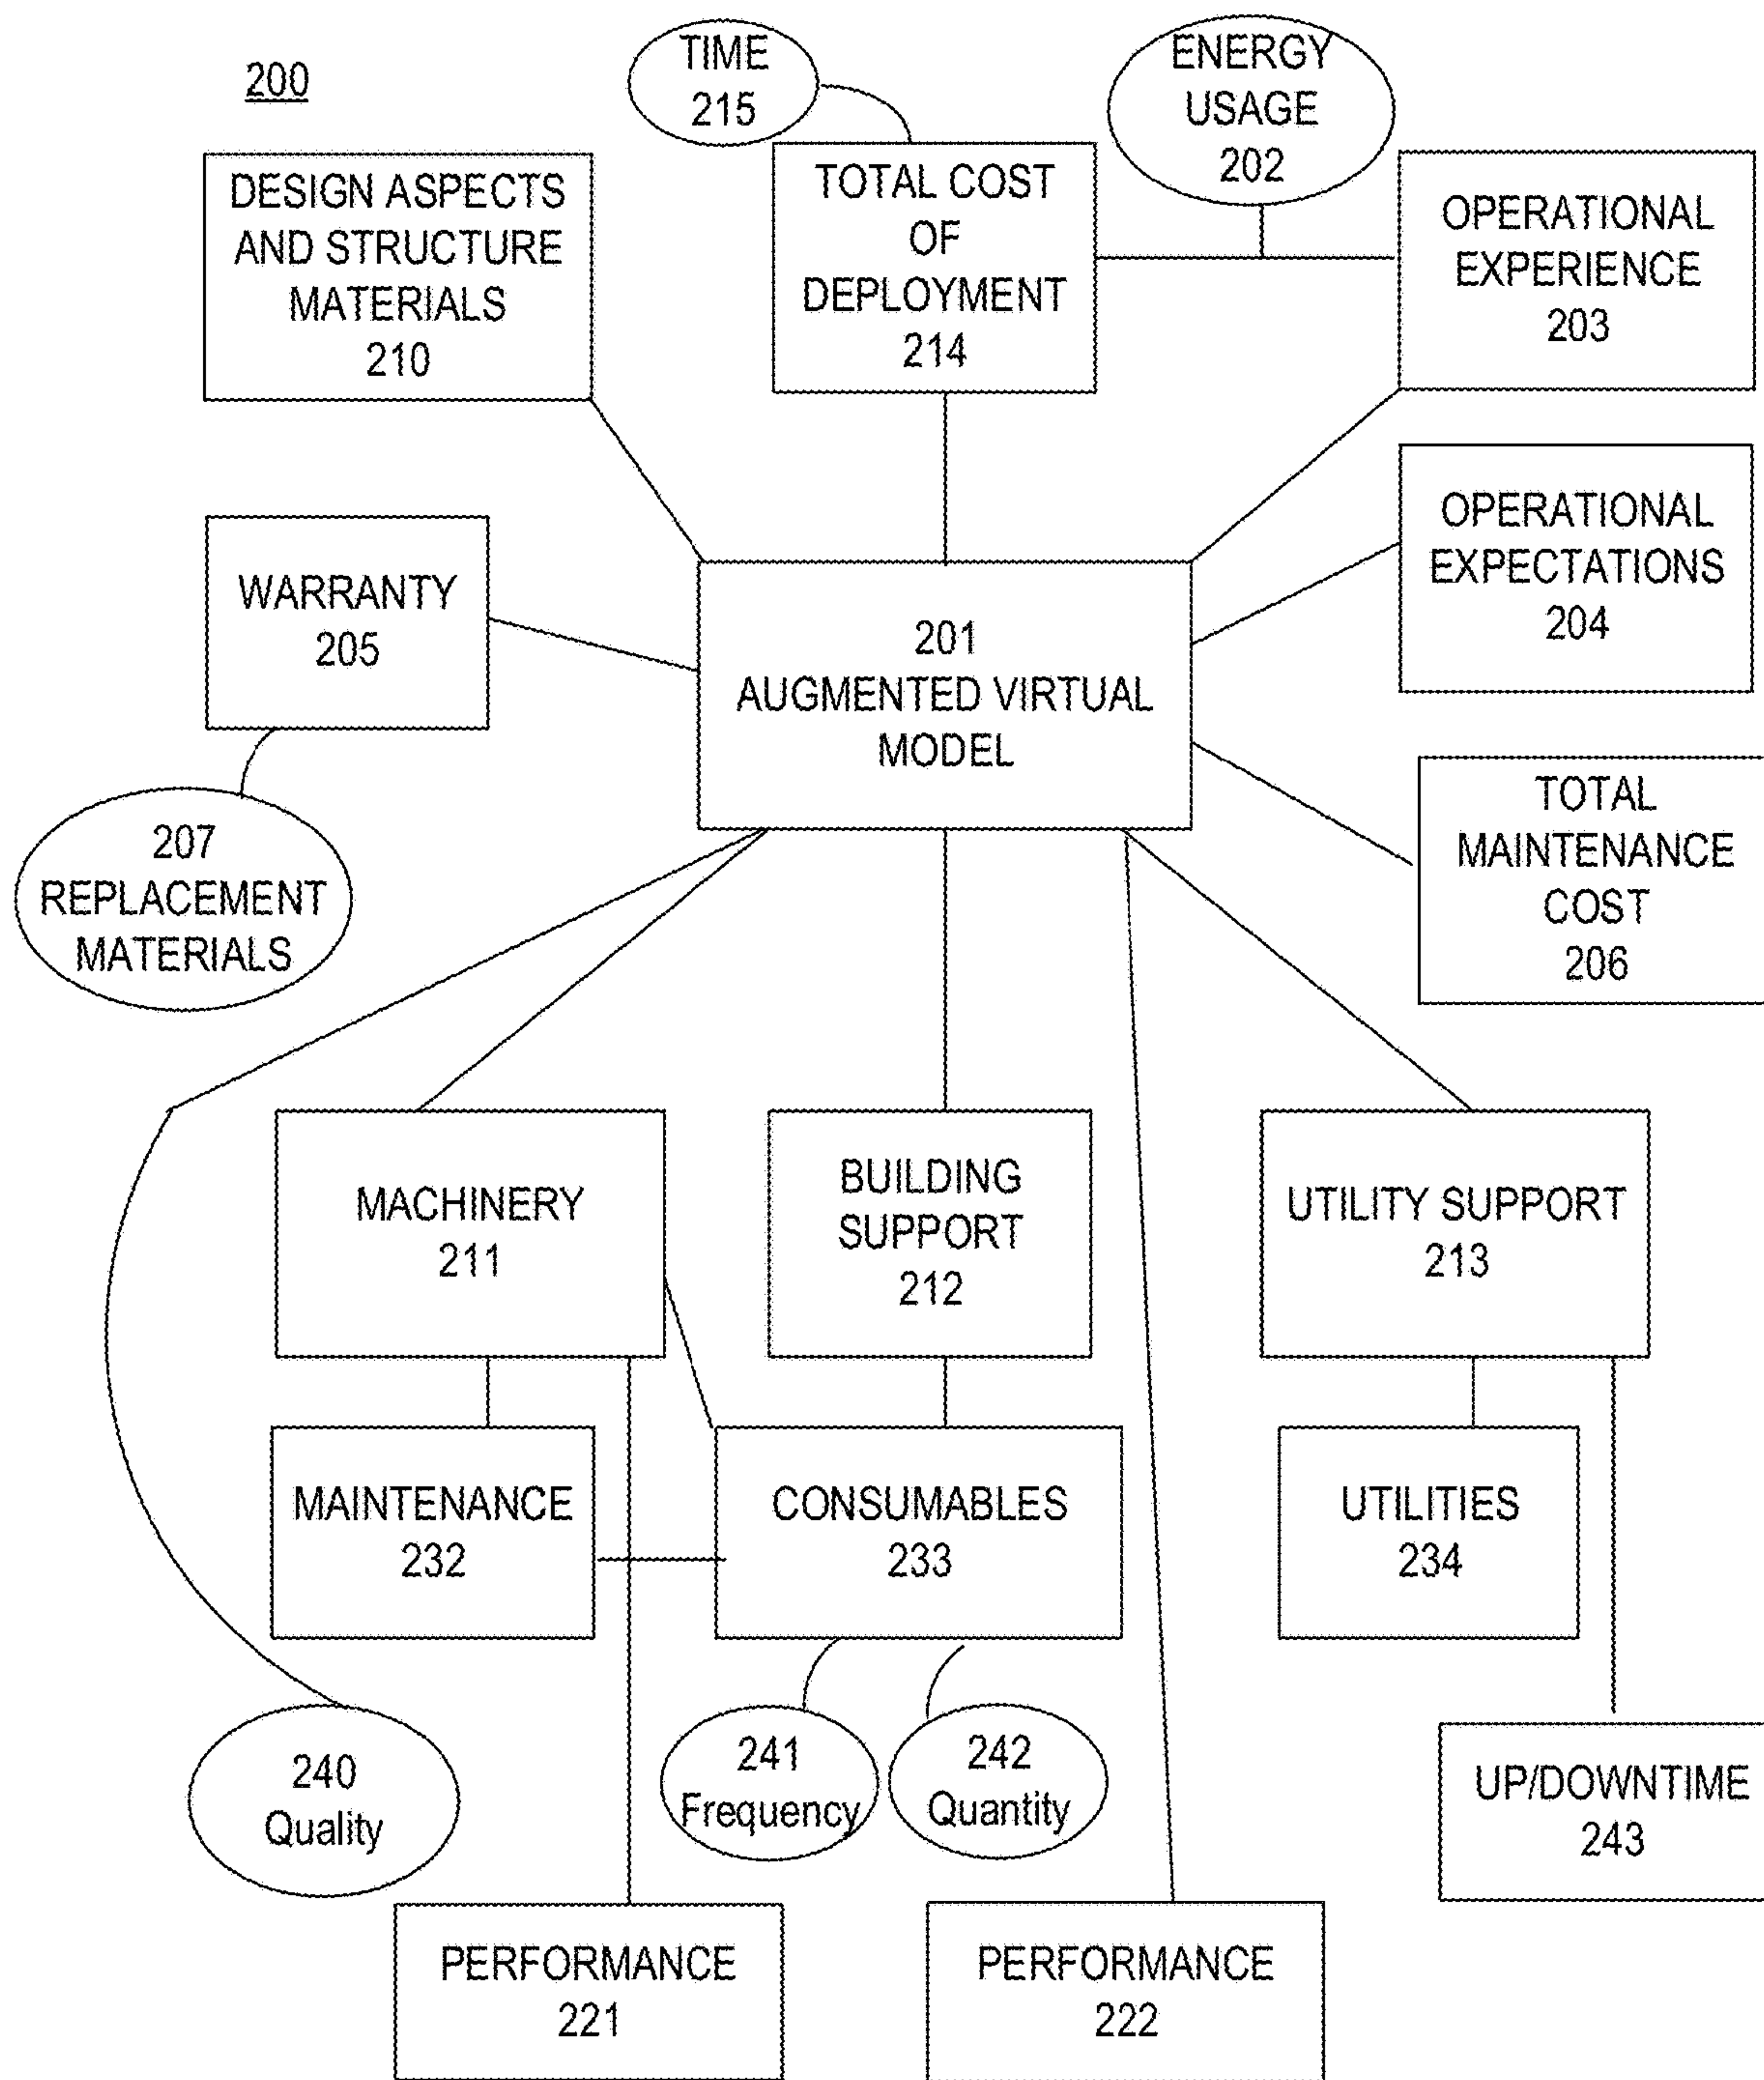 200
TIME
215
ENERGY
USAGE
202
DESIGN ASPECTS
AND STRUCTURE
MATERIALS
210
TOTAL COST
OF
DEPLOYMENT
214
OPERATIONAL
EXPERIENCE
203
OPERATIONAL
EXPECTATIONS
204
WARRANTY
205
201
AUGMENTED VIRTUAL
MODEL
TOTAL
MAINTENANCE
COST
206
207
REPLACEMENT
MATERIALS
MACHINERY
211
BUILDING
SUPPORT
212
UTILITY SUPPORT
213
MAINTENANCE
232
CONSUMABLES
233
UTILITIES
234
240
Quality
241
Frequency
242
Quantity
UP/DOWNTIME
243
PERFORMANCE
221
PERFORMANCE
222